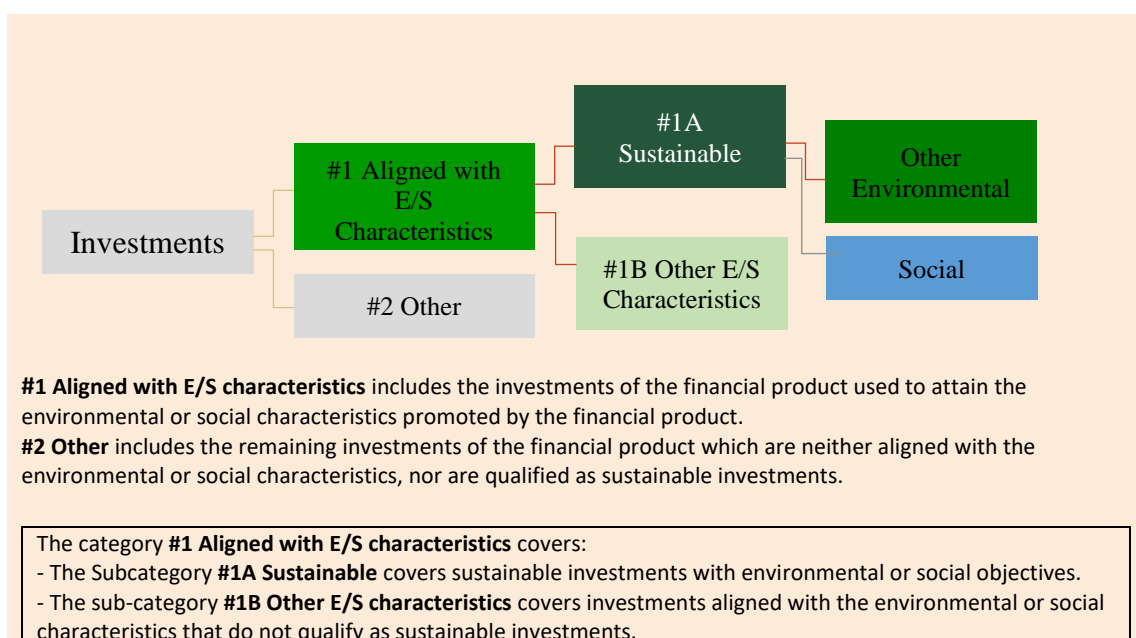 #1A
Sustainable
Other
Environmental
#1 Aligned with
E/S
Characteristics
Investments
#1B Other E/S
Characteristics
Social
#2 Other
#1 Aligned with E/S characteristics includes the investments of the financial product used to attain the
environmental or social characteristics promoted by the financial product.
#2 Other includes the remaining investments of the financial product which are neither aligned with the
environmental or social characteristics, nor are qualified as sustainable investments.
The category #1 Aligned with E/S characteristics covers:
- The Subcategory #1A Sustainable covers sustainable investments with environmental or social objectives.
- The sub-category #1B Other E/S characteristics covers investments aligned with the environmental or social
characteristics that do not qualify as sustainable investments.